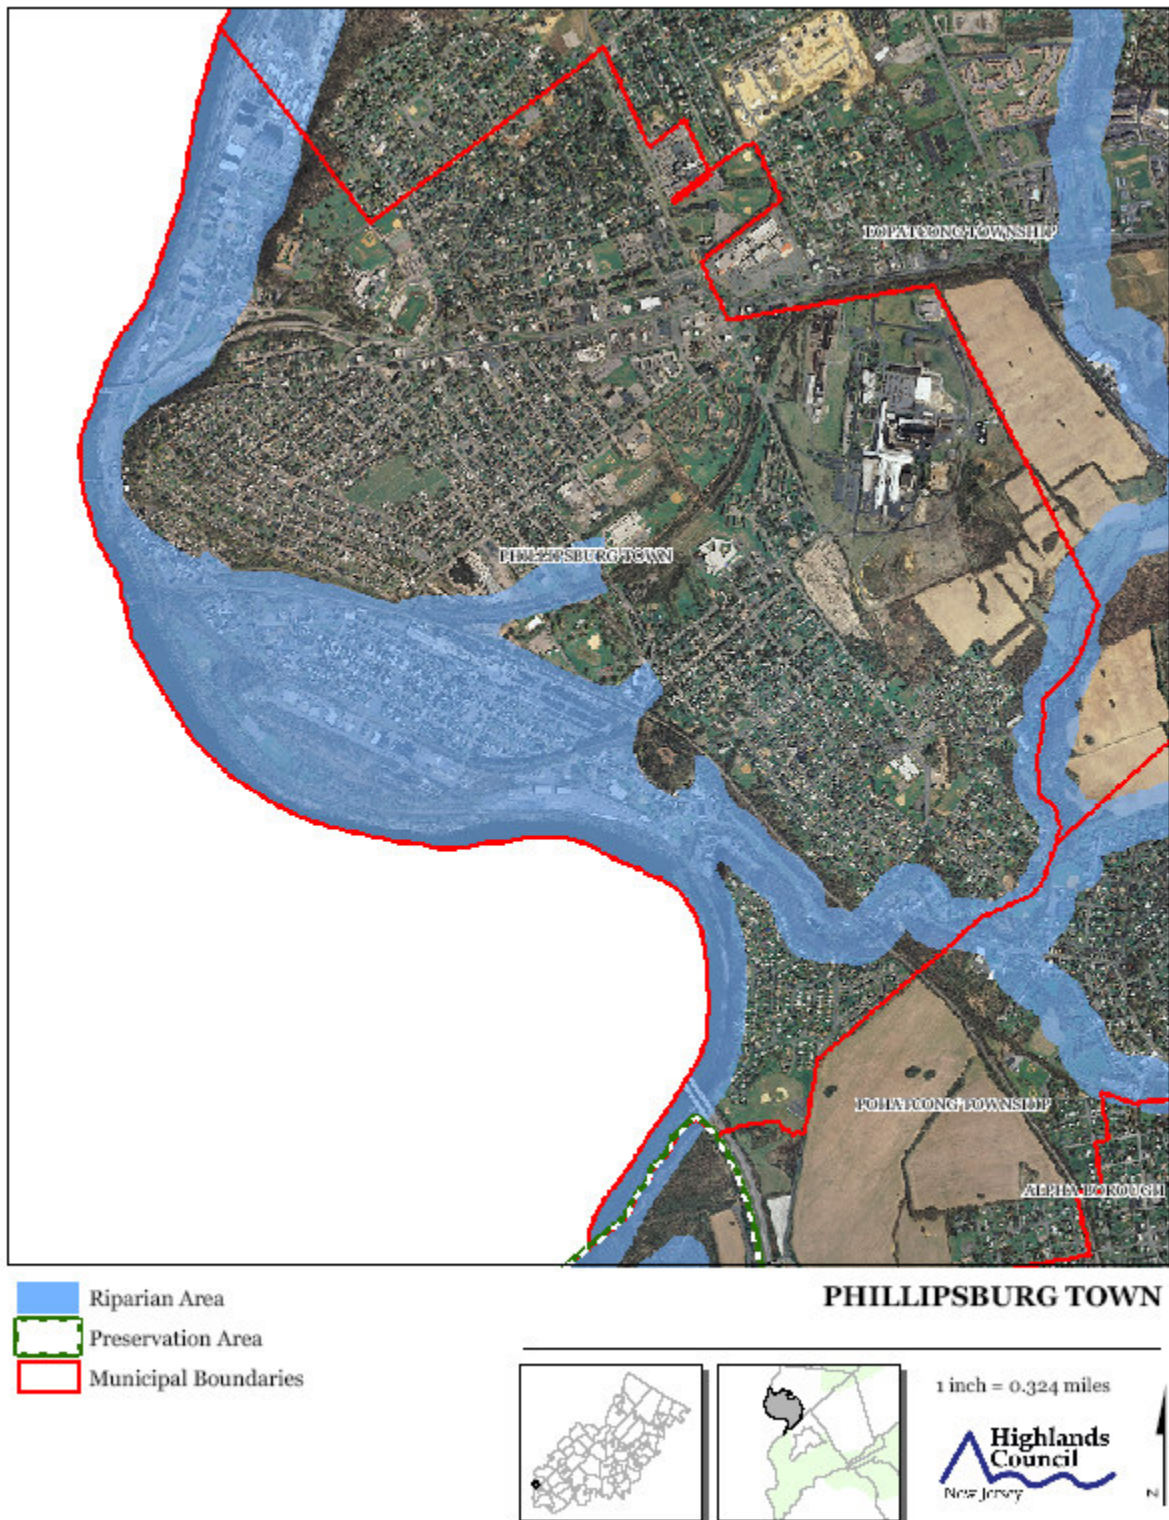 LOPATCONG TOWNSHIP
PHILLIPSBURG TOWN
POHATCONG TOWNSHIP
ALPHA BOROUGH
Riparian Area
Preservation Area
Municipal Boundaries
PHILLIPSBURG TOWN
1 inch = 0.324 miles
Highlands
Council
New Jersey
N